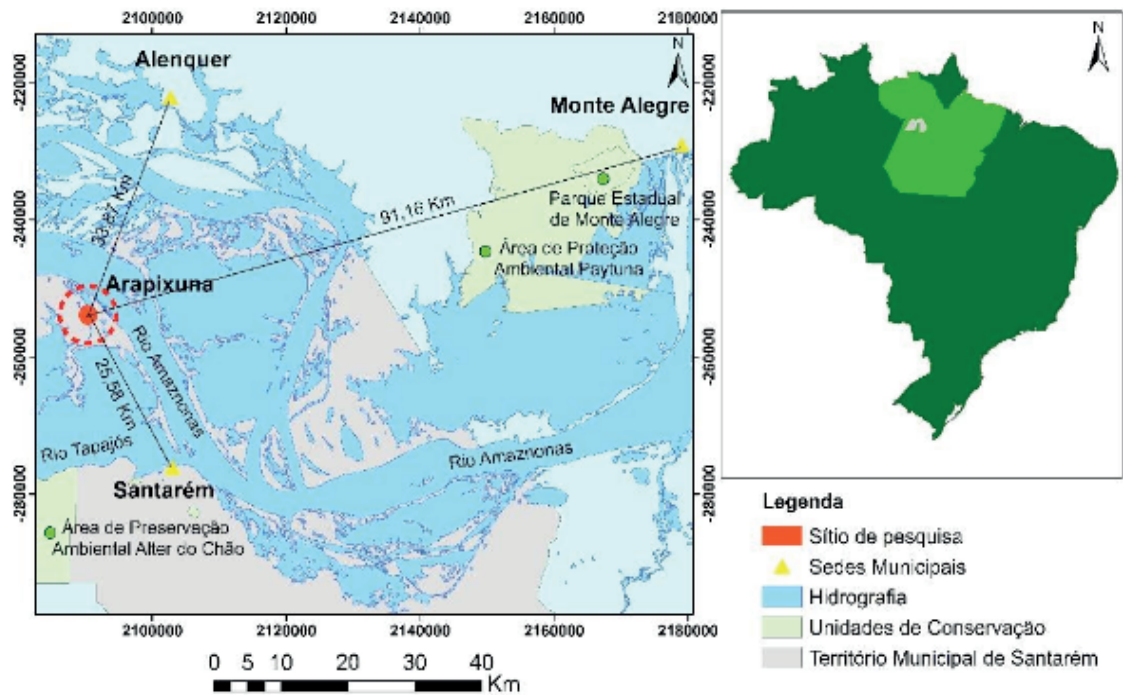 2100000 2120000 2140000 2160000 2180000
N
N
Alenquer
Monte Alegre
-220000
-220000
33,87 Km
91,16 Km
Parque Estadual
de Monte Alegre
-240000
-240000
Área de Proteção
Ambiental Paytuna
Arapixuna
Rio Amaznonas
25,58 Km
-260000
-260000
Rio Tapajós
Rio Amaznonas
Santarém
-280000
-280000
Área de Preservação
Ambiental Alter do Chão
2100000 2120000 2140000 2160000 2180000
0 5 10 20 30 40
Km
Legenda
Sítio de pesquisa
Sedes Municipais
Hidrografia
Unidades de Conservação
Território Municipal de Santarém